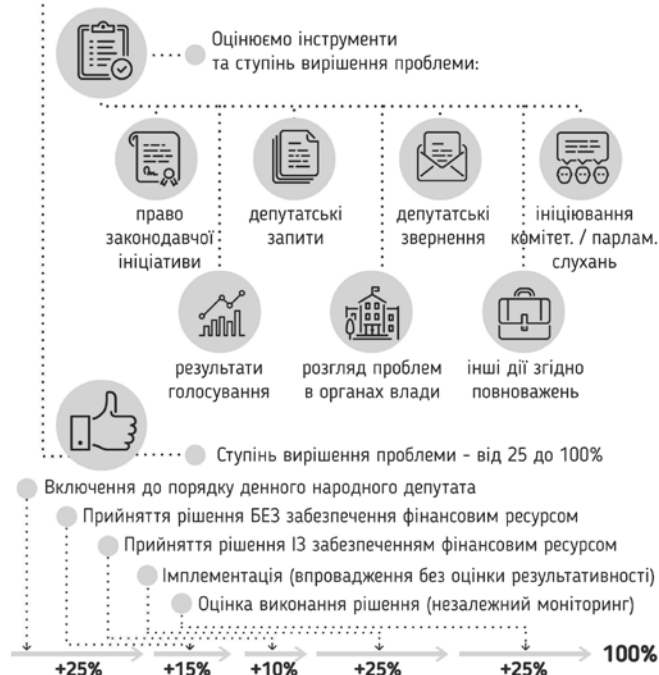 Оцінюємо інструменти
та ступінь вирішення проблеми:
право
законодавчої
ініціативи
депутатські
запити
депутатські
звернення
ініціювання
комітет. / парлам.
слухань
результати
голосування
розгляд проблем
в органах влади
інші дії згідно
повноважень
Ступінь вирішення проблеми - від 25 до 100%
Включення до порядку денного народного депутата
Прийняття рішення БЕЗ забезпечення фінансовим ресурсом
Прийняття рішення ІЗ забезпеченням фінансовим ресурсом
Імплементація (впровадження без оцінки результативності)
Оцінка виконання рішення (незалежний моніторинг)
+25% +15% +10% +25% +25% 100%